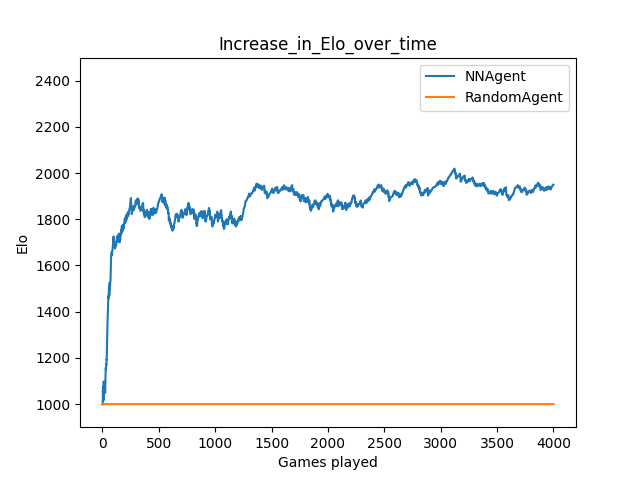 Increase_in_Elo_over_time
NNAgent
RandomAgent
2400
2200
2000
1800
1600
1400
1200
1000
Elo
0 500 1000 1500 2000 2500 3000 3500 4000
Games played